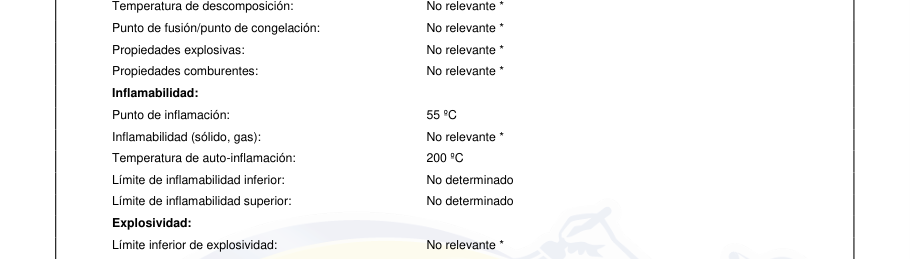 Temperatura de descomposición: No relevante *
Punto de fusión/punto de congelación: No relevante *
Propiedades explosivas: No relevante *
Propiedades comburentes: No relevante *
Inflamabilidad:
Punto de inflamación: 55 ºC
Inflamabilidad (sólido, gas): No relevante *
Temperatura de auto-inflamación: 200 ºC
Límite de inflamabilidad inferior: No determinado
Límite de inflamabilidad superior: No determinado
Explosividad:
Límite inferior de explosividad: No relevante *